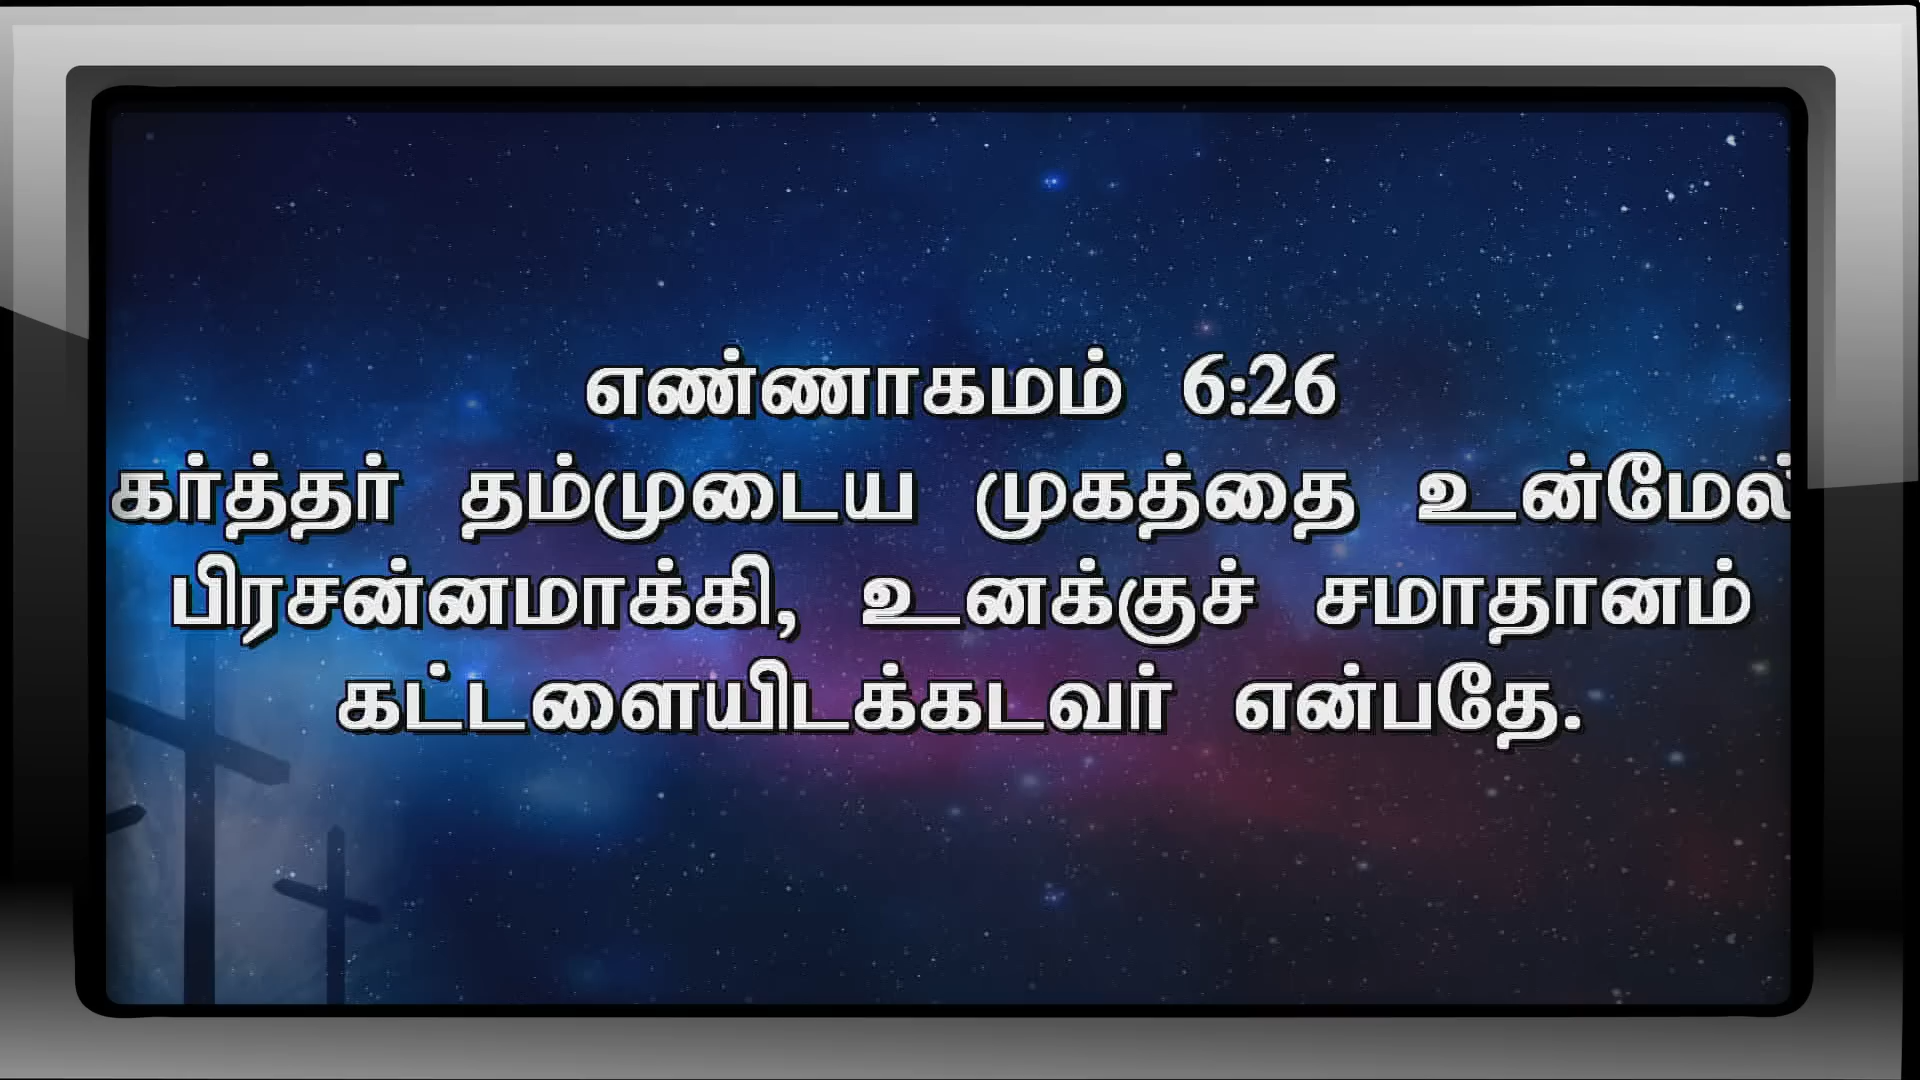 எண்ணாகமம் 6:26
கர்த்தர் தம்முடைய முகத்தை உன்மேல்
பிரசன்னமாக்கி, உனக்குச் சமாதானம்
கட்டளையிடக்கடவர் என்பதே.